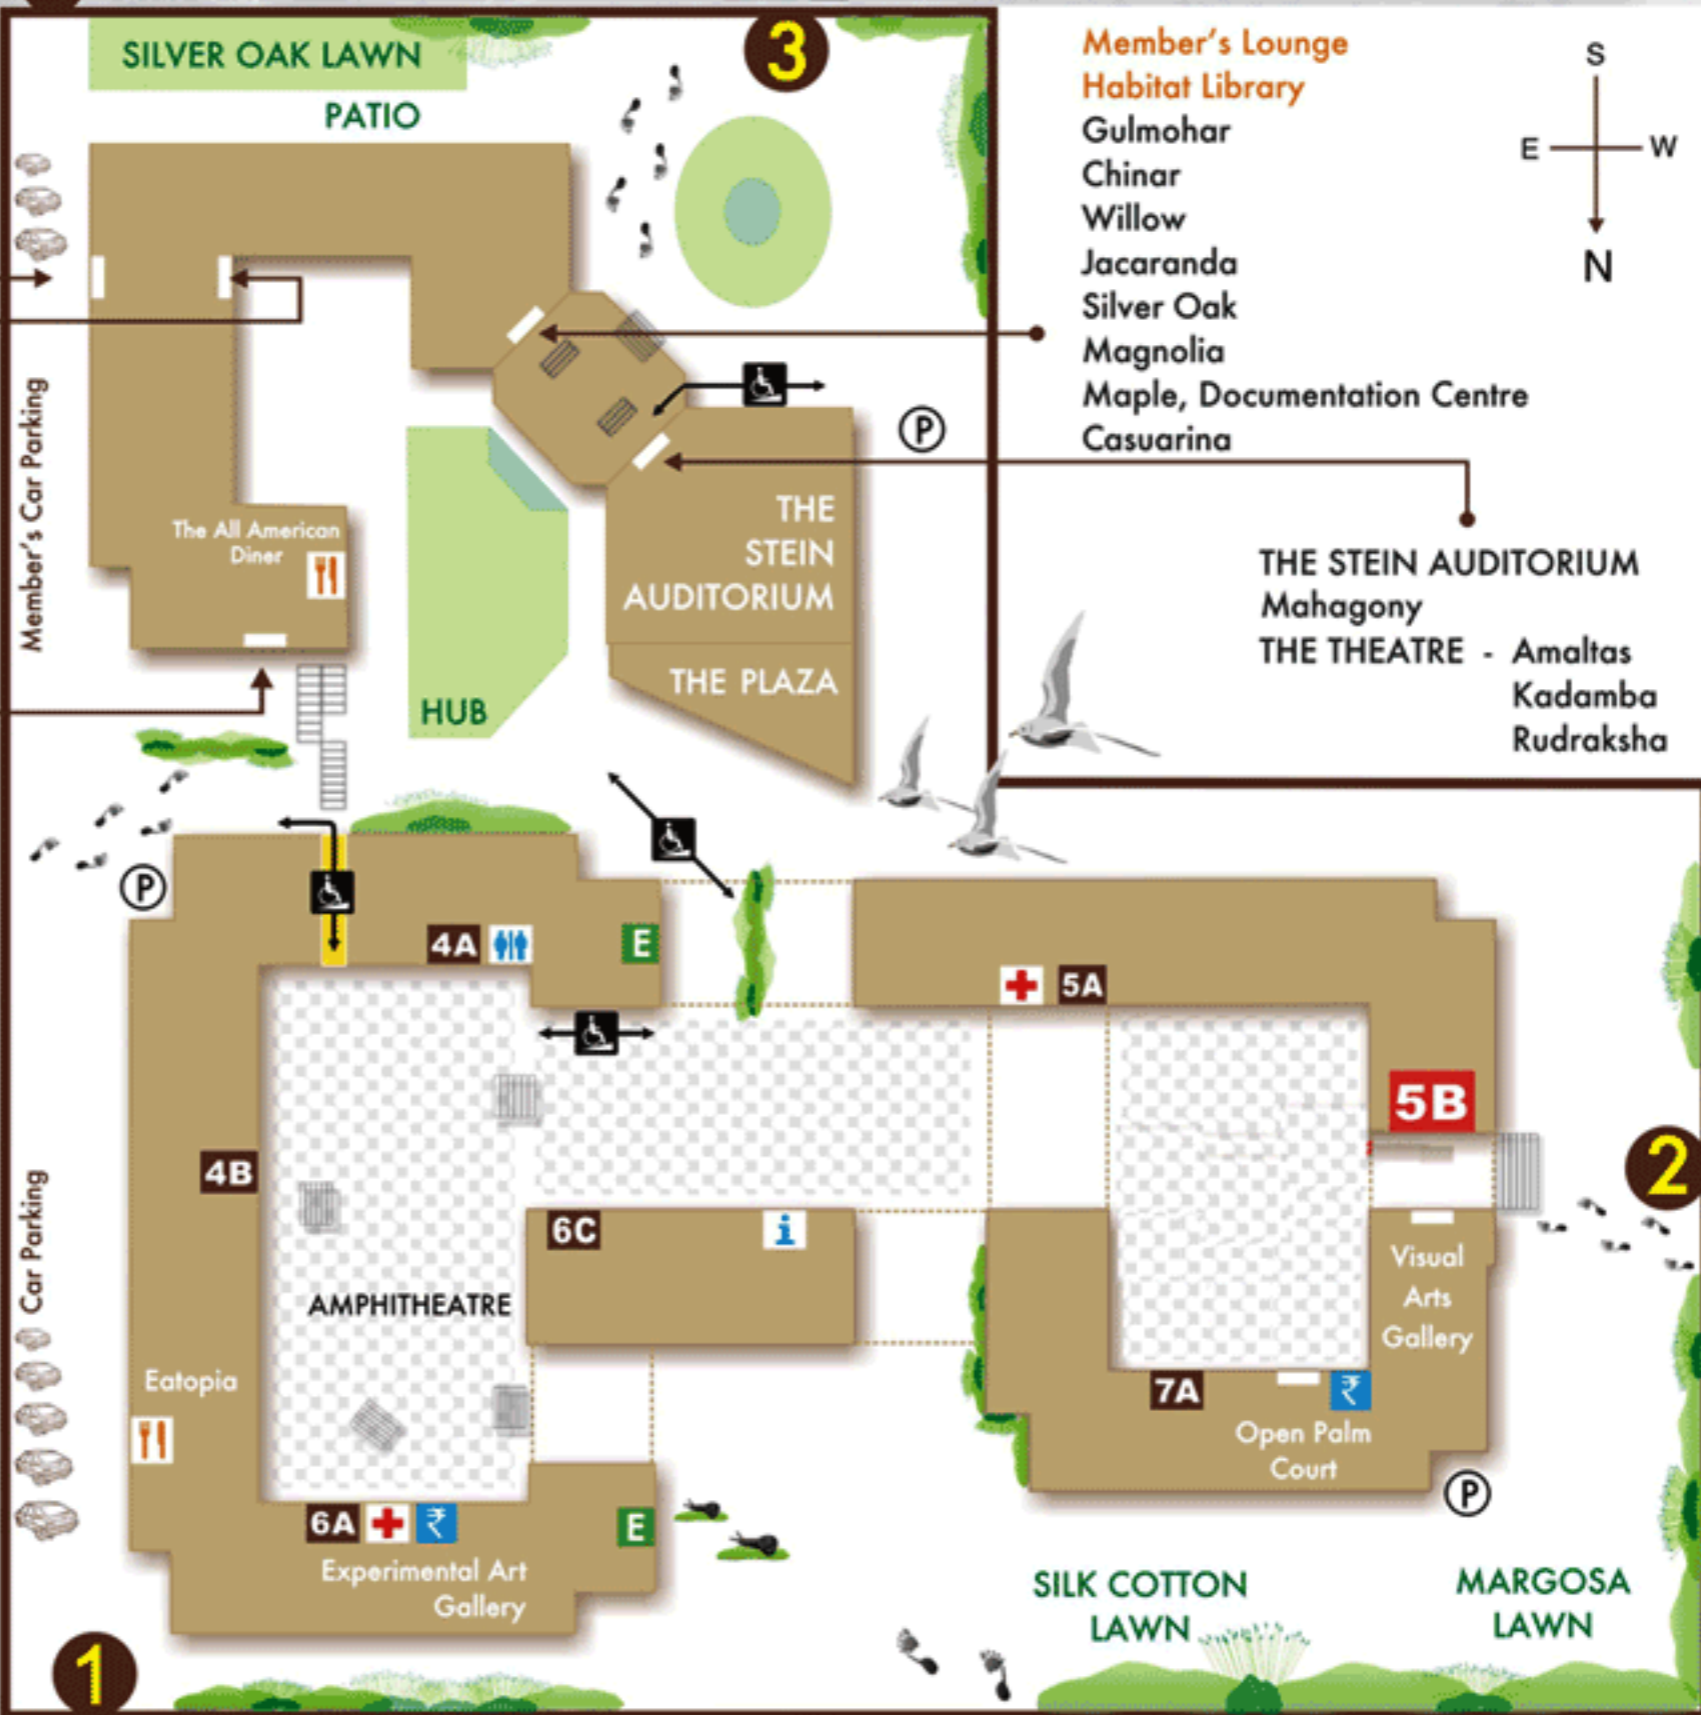 SILVER OAK LAWN
PATIO
3
Member's Lounge
Habitat Library
Gulmohar
Chinar
Willow
Jacaranda
Silver Oak
Magnolia
Maple, Documentation Centre
Casuarina
S
E
W
N
P
Member's Car Parking
The All American
Diner
THE
STEIN
AUDITORIUM
THE PLAZA
HUB
THE STEIN AUDITORIUM
Mahagony
THE THEATRE - Amaltas
Kadamba
Rudraksha
P
4A
E
5A
5B
4B
2
6C
i
AMPHITHEATRE
Visual
Arts
Gallery
Car Parking
Eatopia
7A
₹
Open Palm
Court
P
6A
₹
E
Experimental Art
Gallery
SILK COTTON
LAWN
MARGOSA
LAWN
1